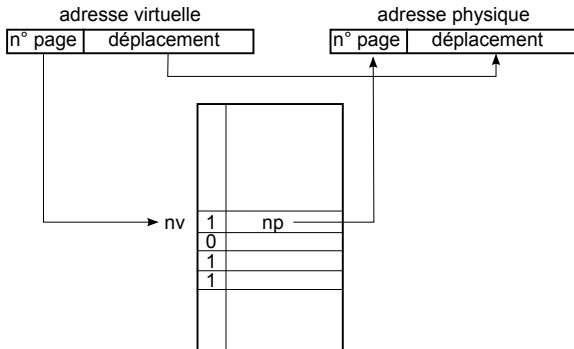 adresse virtuelle
adresse physique
n° page déplacement
n° page déplacement
nv 1 np
0
1
1